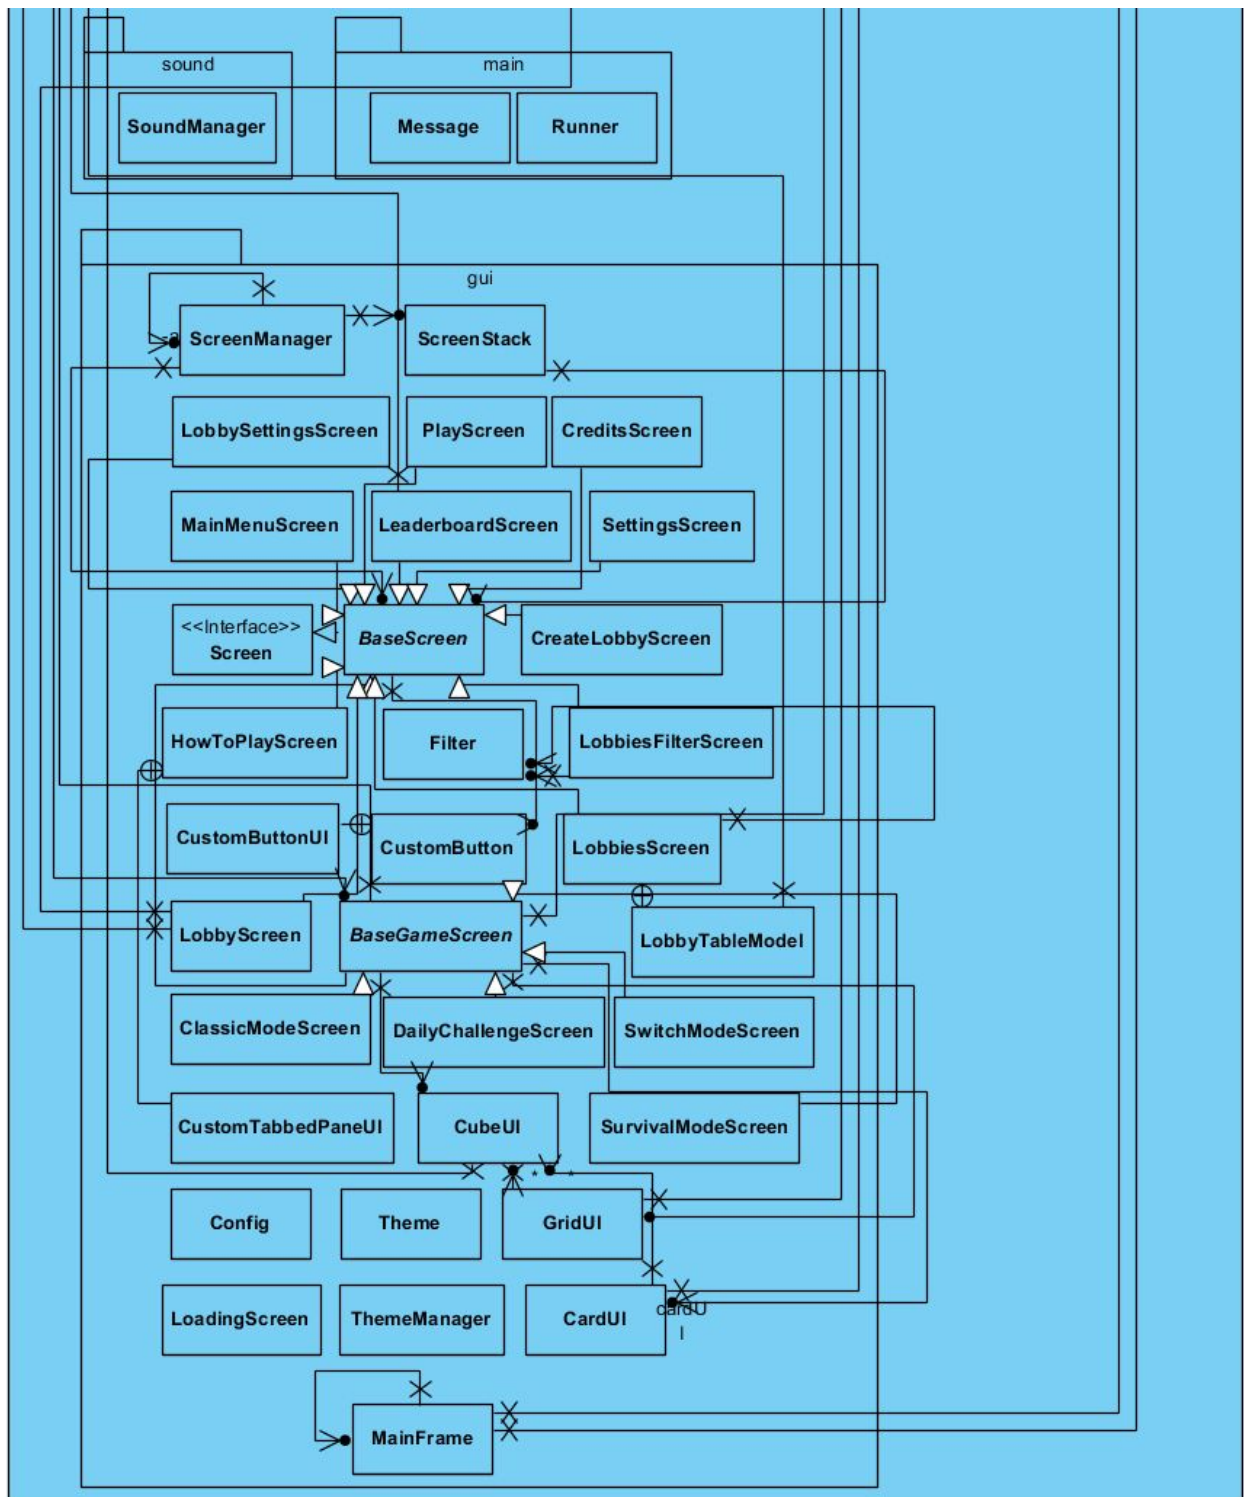 sound
main
SoundManager
Message
Runner
gui
ScreenManager
ScreenStack
LobbySettingsScreen
PlayScreen
CreditsScreen
MainMenuScreen
LeaderboardScreen
SettingsScreen
<<Interface>>
Screen
BaseScreen
CreateLobbyScreen
HowToPlayScreen
Filter
LobbiesFilterScreen
CustomButtonUI
CustomButton
LobbiesScreen
LobbyScreen
BaseGameScreen
LobbyTableModel
ClassicModeScreen
DailyChallengeScreen
SwitchModeScreen
CustomTabbedPaneUI
CubeUI
SurvivalModeScreen
* *
Config
Theme
GridUI
LoadingScreen
ThemeManager
CardUI
cardU
I
MainFrame